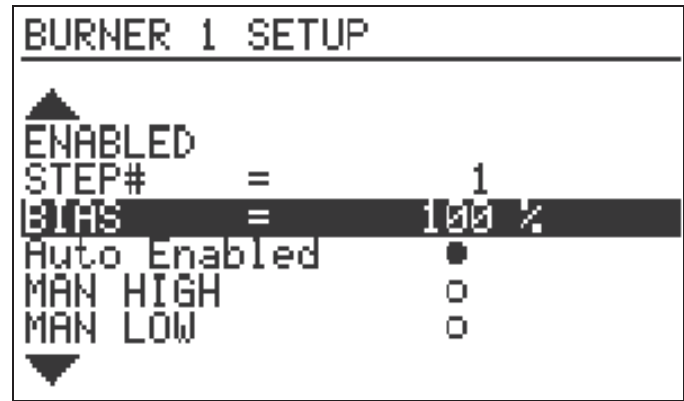 BURNER 1 SETUP
ENABLED
STEP# = 1
BIAS = 100 %
Auto Enabled
MAN HIGH
MAN LOW